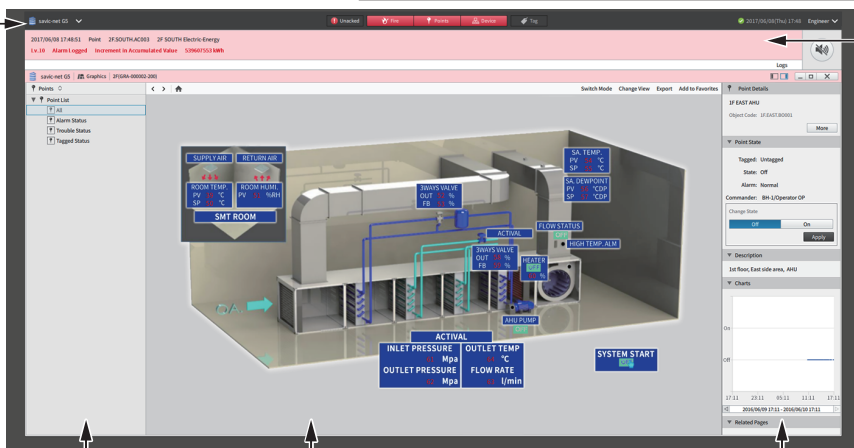 savic-net G5
Unacked
Fire
Points
Device
Tag
2017/06/08(Thu) 17:48
Engineer
2017/06/08 17:48:51 Point 2F.SOUTH.AC003 2F SOUTH Electric-Energy
Lv.10 Alarm Logged Increment in Accumulated Value 539607553 kWh
Logs
savic-net G5 Graphics 2F(GRA-000002-200)
Points
Point List
All
Alarm Status
Trouble Status
Tagged Status
Switch Mode Change View Export Add to Favorites
SUPPLY AIR RETURN AIR
ROOM TEMP. ROOM HUMI.
PV °C PV %RH
SP °C
SMT ROOM
3WAYS VALVE
OUT %
FB %
SA. TEMP.
PV °C
SP °C
SA. DEWPOINT
PV °CDP
SP °CDP
FLOW STATUS
OFF
HIGH TEMP. ALM
ACTIVAL
3WAYS VALVE
OUT %
FB %
HEATER
OFF
%
OA
AHU PUMP
OFF
ACTIVAL
INLET PRESSURE OUTLET TEMP
Mpa °C
OUTLET PRESSURE FLOW RATE
Mpa l/min
SYSTEM START
Point Details
1F EAST AHU
Object Code: 1F.EAST.BO001
More
Point State
Tagged: Untagged
State: Off
Alarm: Normal
Commander: BH-1/Operator OP
Change State
Off On
Apply
Description
1st floor, East side area, AHU
Charts
On
Off
17:11 23:11 05:11 11:11 17:11
2016/06/09 17:11 - 2016/06/10 17:11
Related Pages